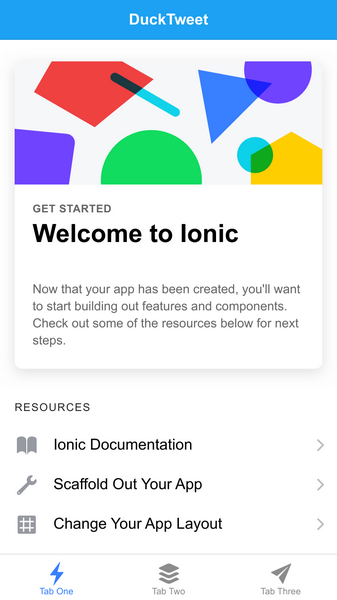 DuckTweet
GET STARTED
Welcome to Ionic
Now that your app has been created, you'll want
to start building out features and components.
Check out some of the resources below for next
steps.
RESOURCES
Ionic Documentation
Scaffold Out Your App
Change Your App Layout
Tab One
Tab Two
Tab Three